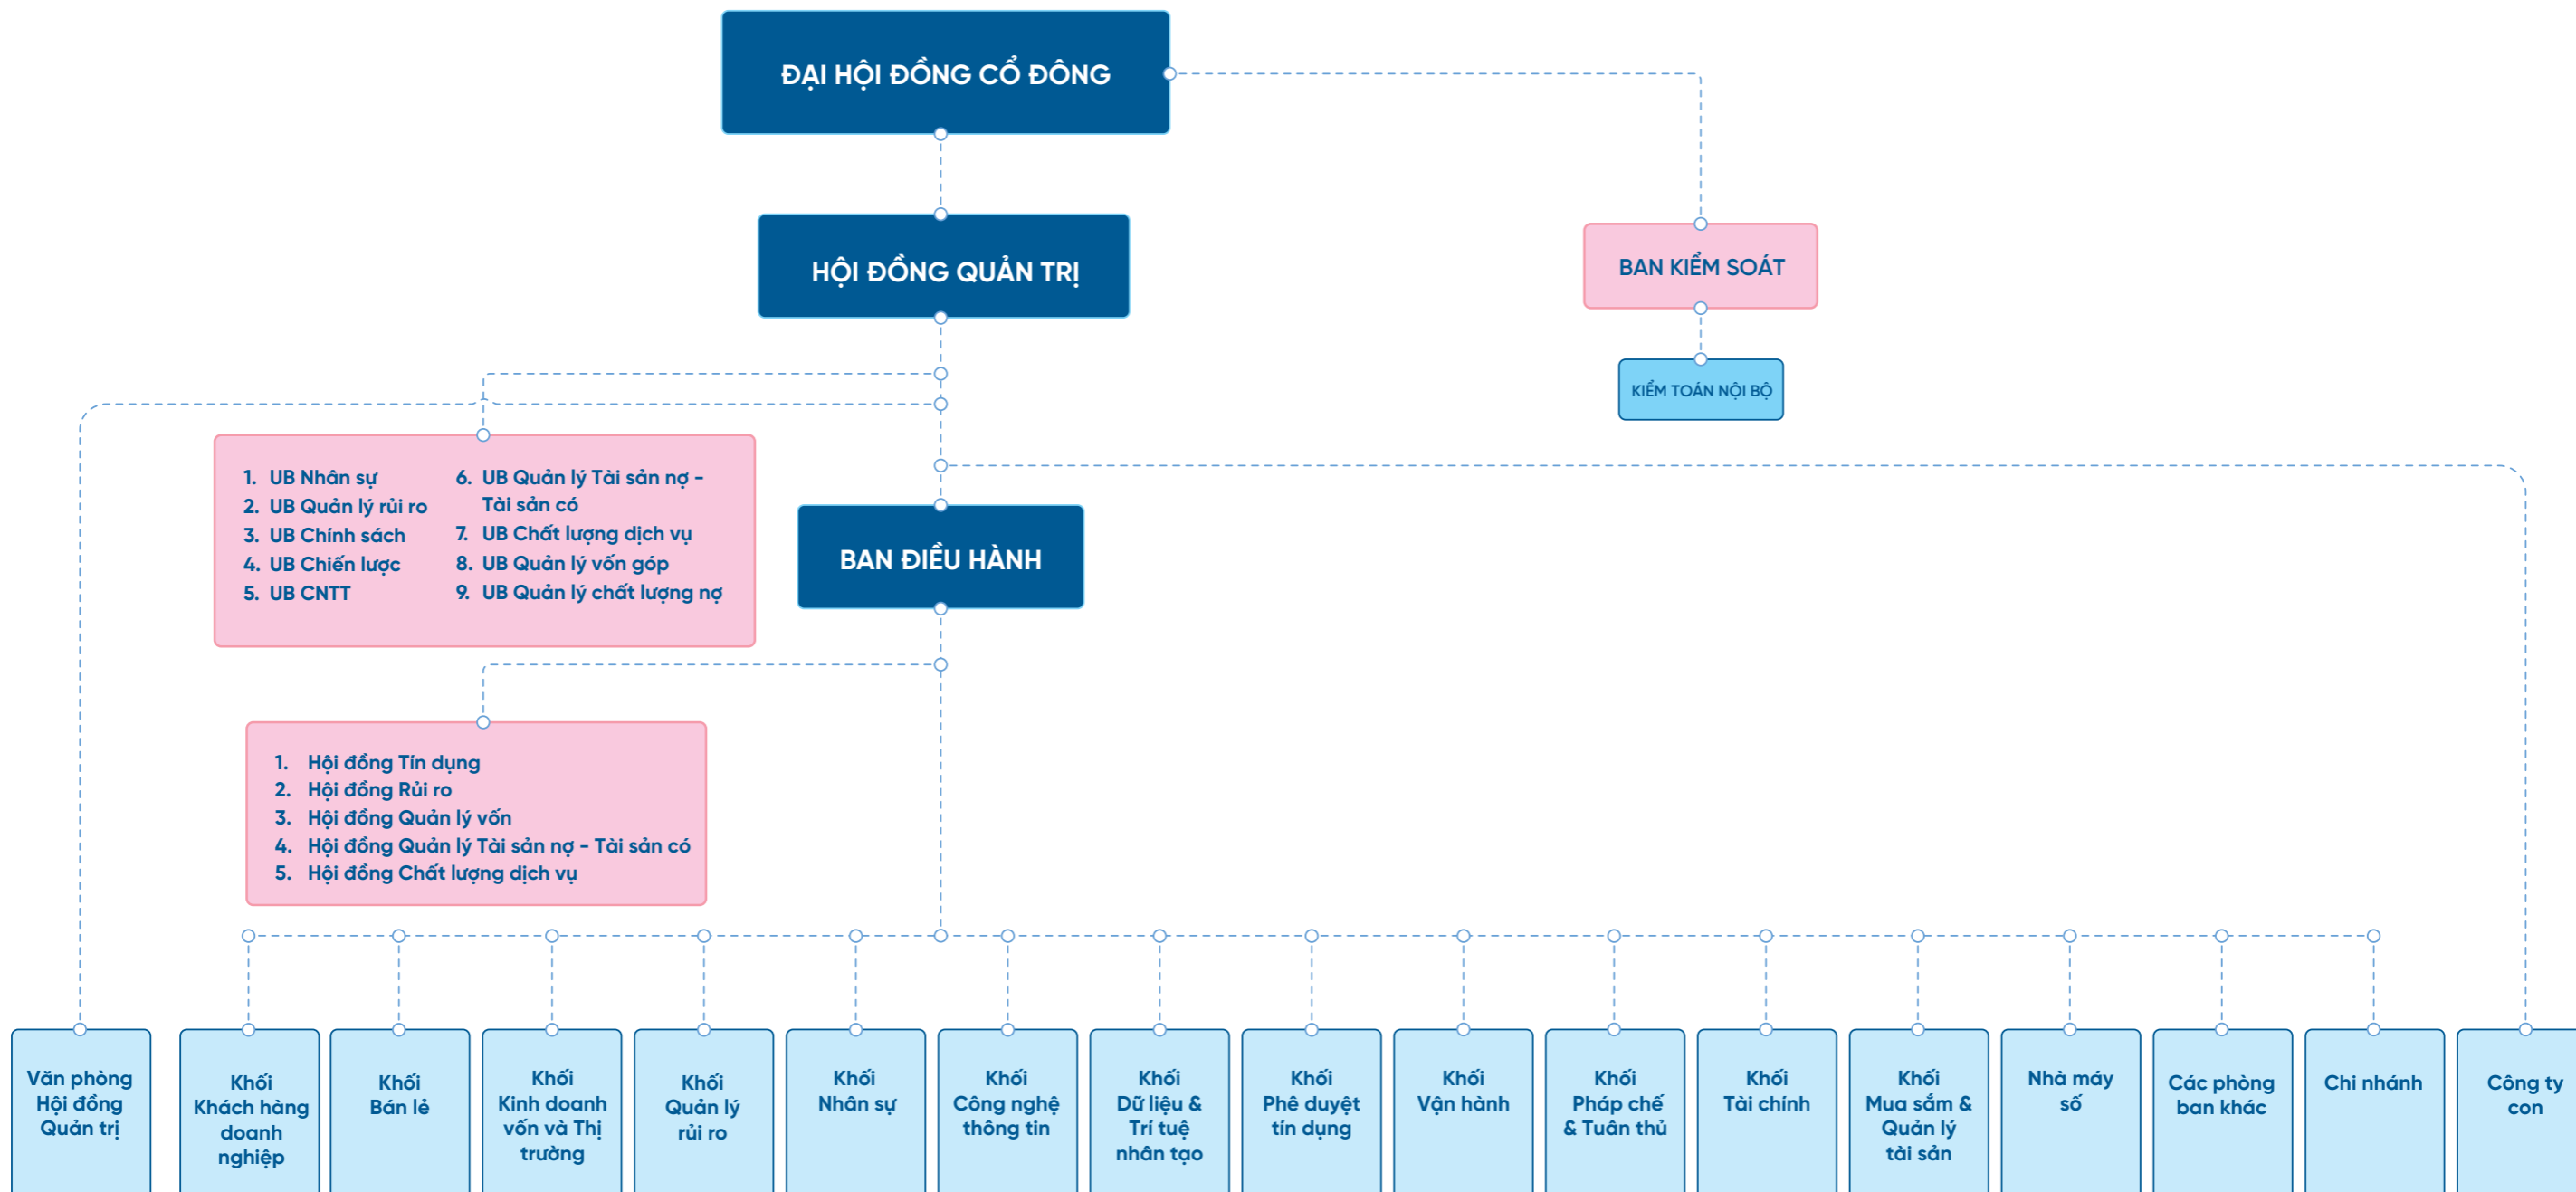 ĐẠI HỘI ĐỒNG CỔ ĐÔNG
HỘI ĐỒNG QUẢN TRỊ
BAN KIỂM SOÁT
KIỂM TOÁN NỘI BỘ
1. UB Nhân sự
2. UB Quản lý rủi ro
3. UB Chính sách
4. UB Chiến lược
5. UB CNTT
6. UB Quản lý Tài sản nợ -
Tài sản có
7. UB Chất lượng dịch vụ
8. UB Quản lý vốn góp
9. UB Quản lý chất lượng nợ
BAN ĐIỀU HÀNH
1. Hội đồng Tín dụng
2. Hội đồng Rủi ro
3. Hội đồng Quản lý vốn
4. Hội đồng Quản lý Tài sản nợ - Tài sản có
5. Hội đồng Chất lượng dịch vụ
Văn phòng
Hội đồng
Quản trị
Khối
Khách hàng
doanh
nghiệp
Khối
Bán lẻ
Khối
Kinh doanh
vốn và Thị
trường
Khối
Quản lý
rủi ro
Khối
Nhân sự
Khối
Công nghệ
thông tin
Khối
Dữ liệu &
Trí tuệ
nhân tạo
Khối
Phê duyệt
tín dụng
Khối
Vận hành
Khối
Pháp chế
& Tuân thủ
Khối
Tài chính
Khối
Mua sắm &
Quản lý
tài sản
Nhà máy
số
Các phòng
ban khác
Chi nhánh
Công ty
con